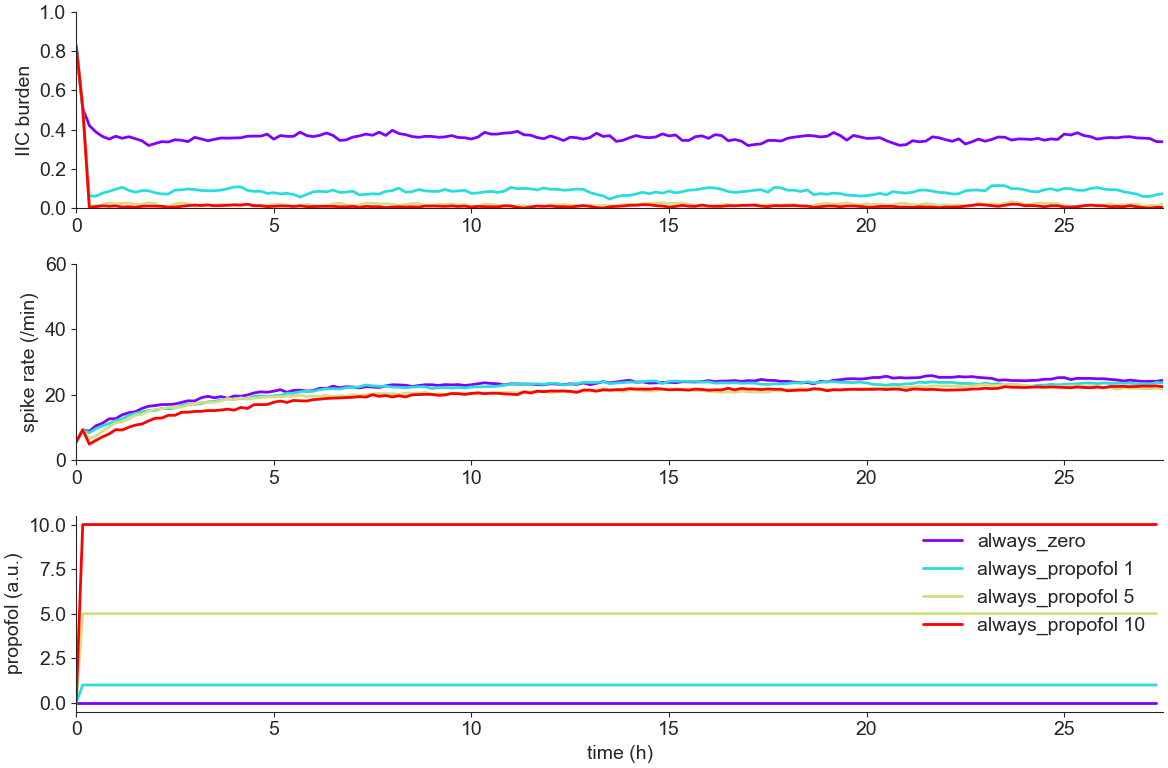 1.0
0.8
0.6
0.4
0.2
0.0
IIC burden
0 5 10 15 20 25
60
40
20
0
spike rate (/min)
0 5 10 15 20 25
10.0
7.5
5.0
2.5
0.0
propofol (a.u.)
always_zero
always_propofol 1
always_propofol 5
always_propofol 10
0 5 10 15 20 25
time (h)